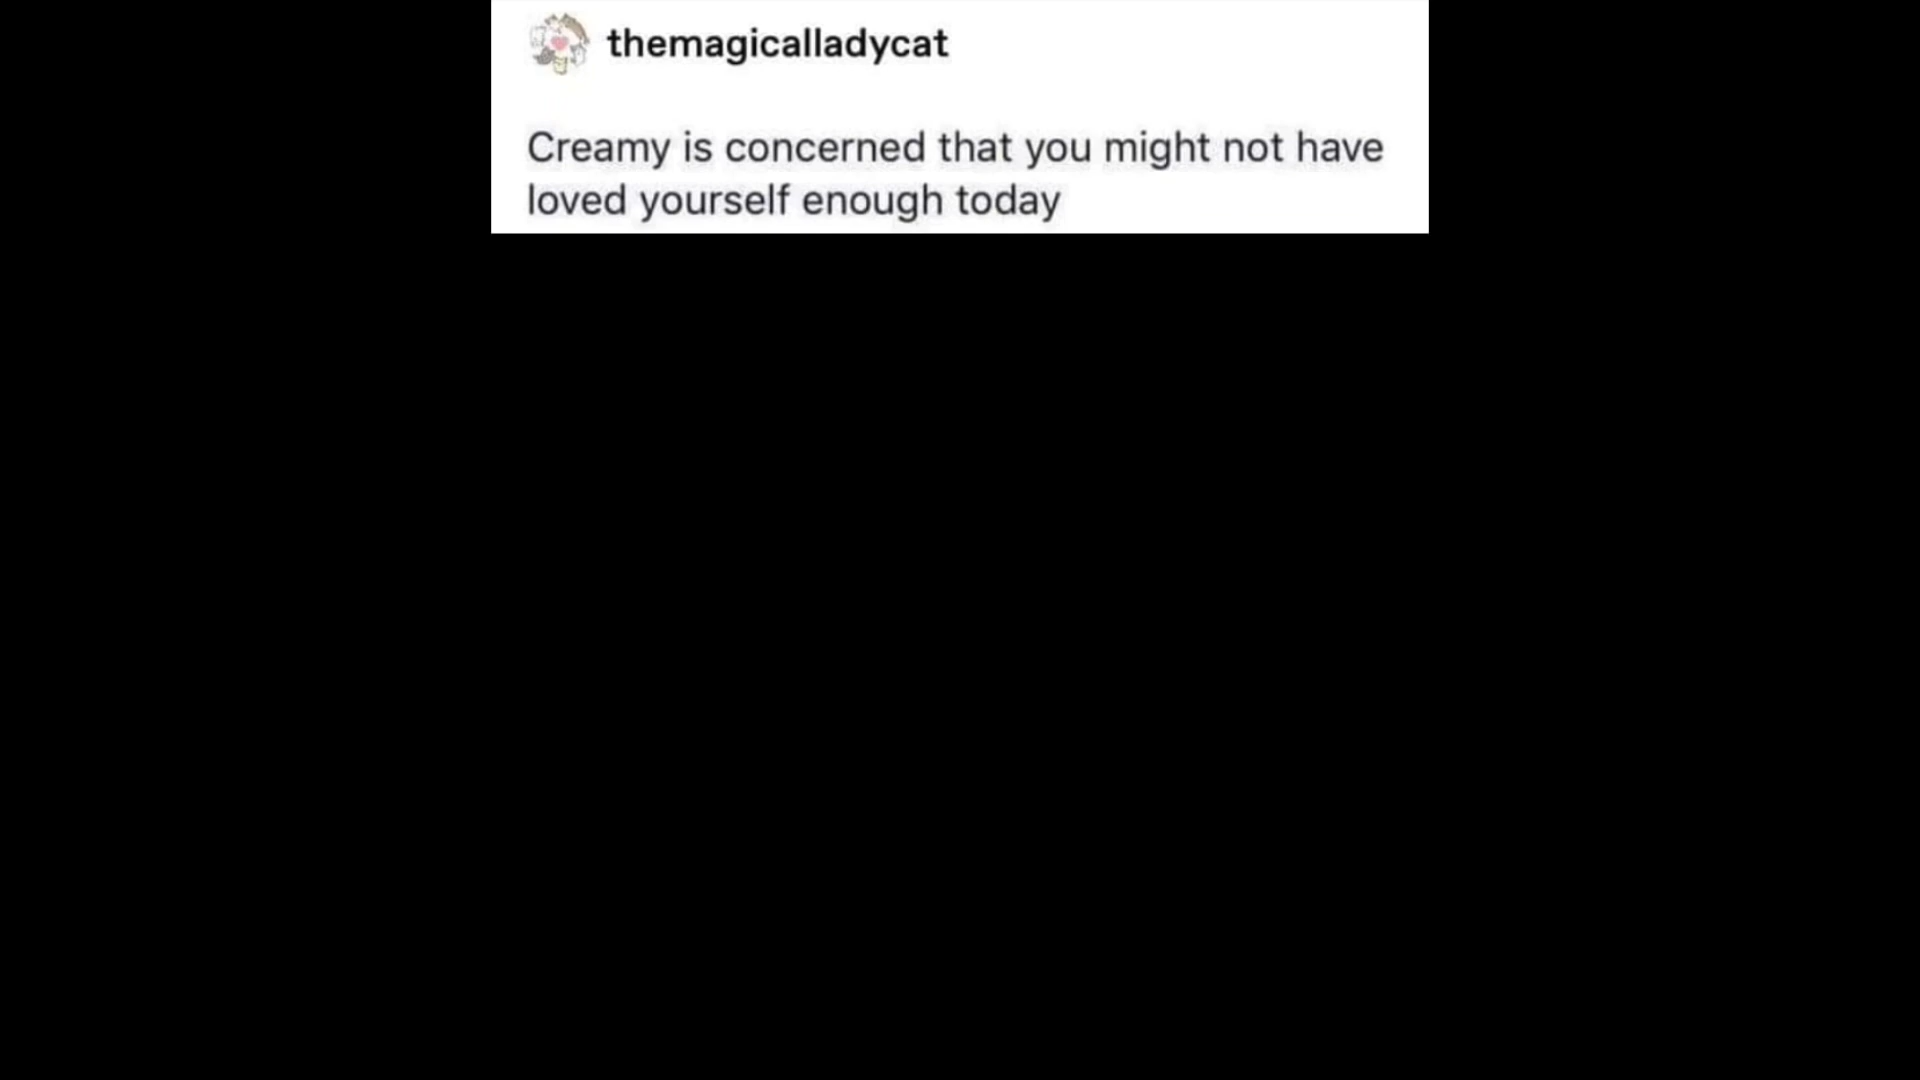 themagicalladycat
Creamy is concerned that you might not have
loved yourself enough today